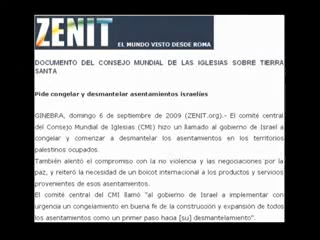 ZENIT
EL MUNDO VISTO DESDE ROMA
DOCUMENTO DEL CONSEJO MUNDIAL DE LAS IGLESIAS SOBRE TIERRA
SANTA
Pide congelar y desmantelar asentamientos israelíes
GINEBRA, domingo 6 de septiembre de 2009 (ZENIT.org).- El comité central
del Consejo Mundial de Iglesias (CMI) hizo un llamado al gobierno de Israel a
congelar y comenzar a desmantelar los asentamientos en los territorios
palestinos ocupados.
También alentó el compromiso con la no violencia y las negociaciones por la
paz, y reiteró la necesidad de un boicot internacional a los productos y servicios
provenientes de esos asentamientos.
El comité central del CMI llamó "al gobierno de Israel a implementar con
urgencia un congelamiento en buena fe de la construcción y expansión de todos
los asentamientos como un primer paso hacia [su] desmantelamiento".